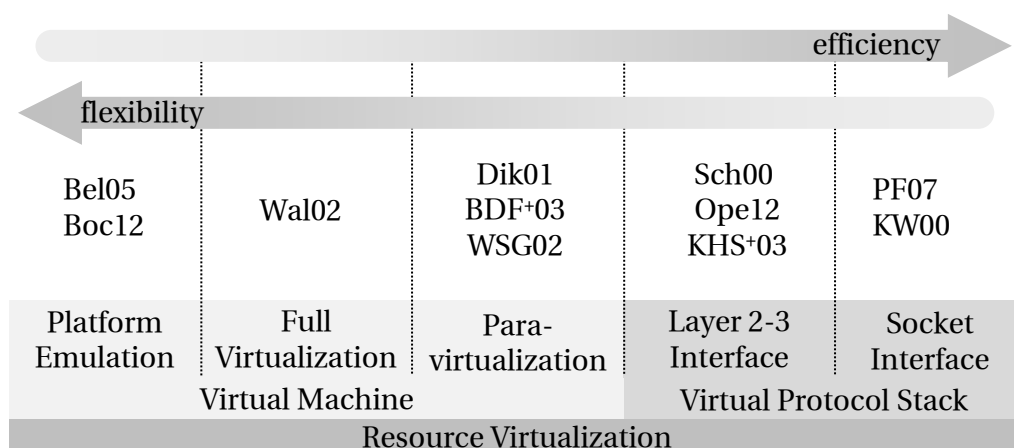 efficiency
flexibility
Bel05
Boc12
Wal02
Dik01
BDF+03
WSG02
Sch00
Ope12
KHS+03
PF07
KW00
Platform
Emulation
Full
Virtualization
Para-
virtualization
Layer 2-3
Interface
Socket
Interface
Virtual Machine
Virtual Protocol Stack
Resource Virtualization